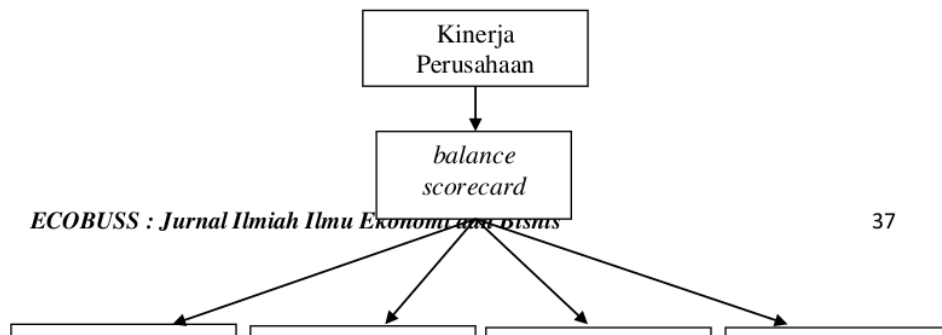 Kinerja
Perusahaan
balance
scorecard
ECOBUSS : Jurnal Ilmiah Ilmu Ekonomi dan Bisnis 37